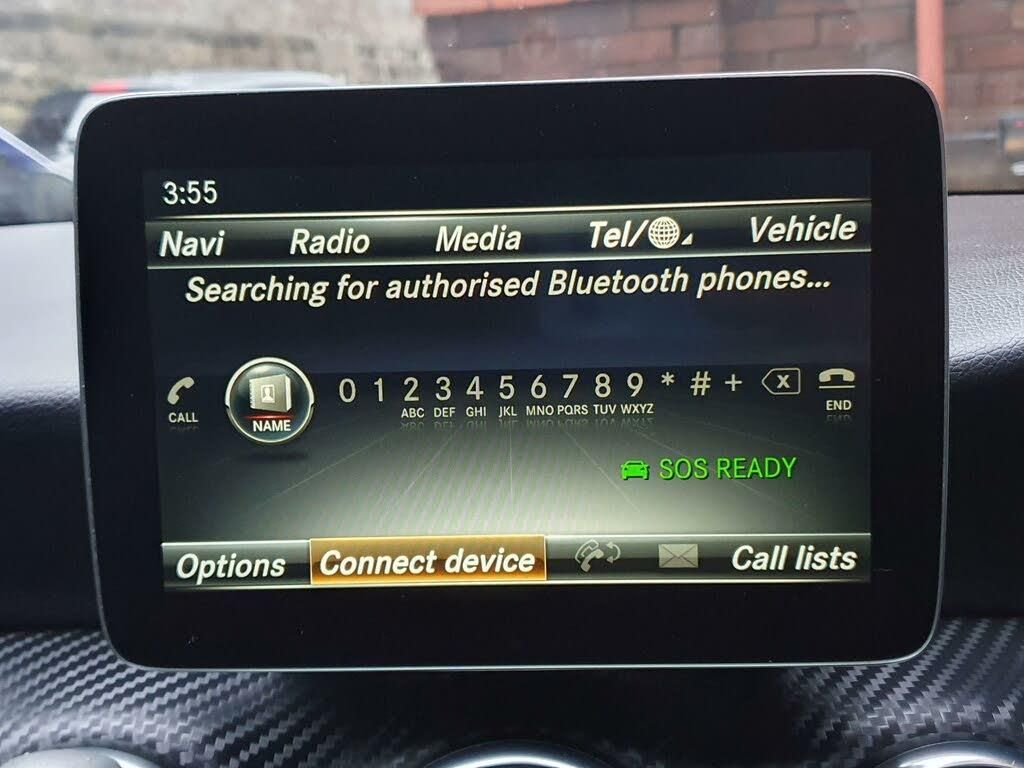 3:55
Navi Radio Media Tel/ Vehicle
Searching for authorised Bluetooth phones...
CALL NAME 0 1 2 3 4 5 6 7 8 9 * # + X END
ABC DEF GHI JKL MNO PQRS TUV WXYZ
SOS READY
Options Connect device Call lists